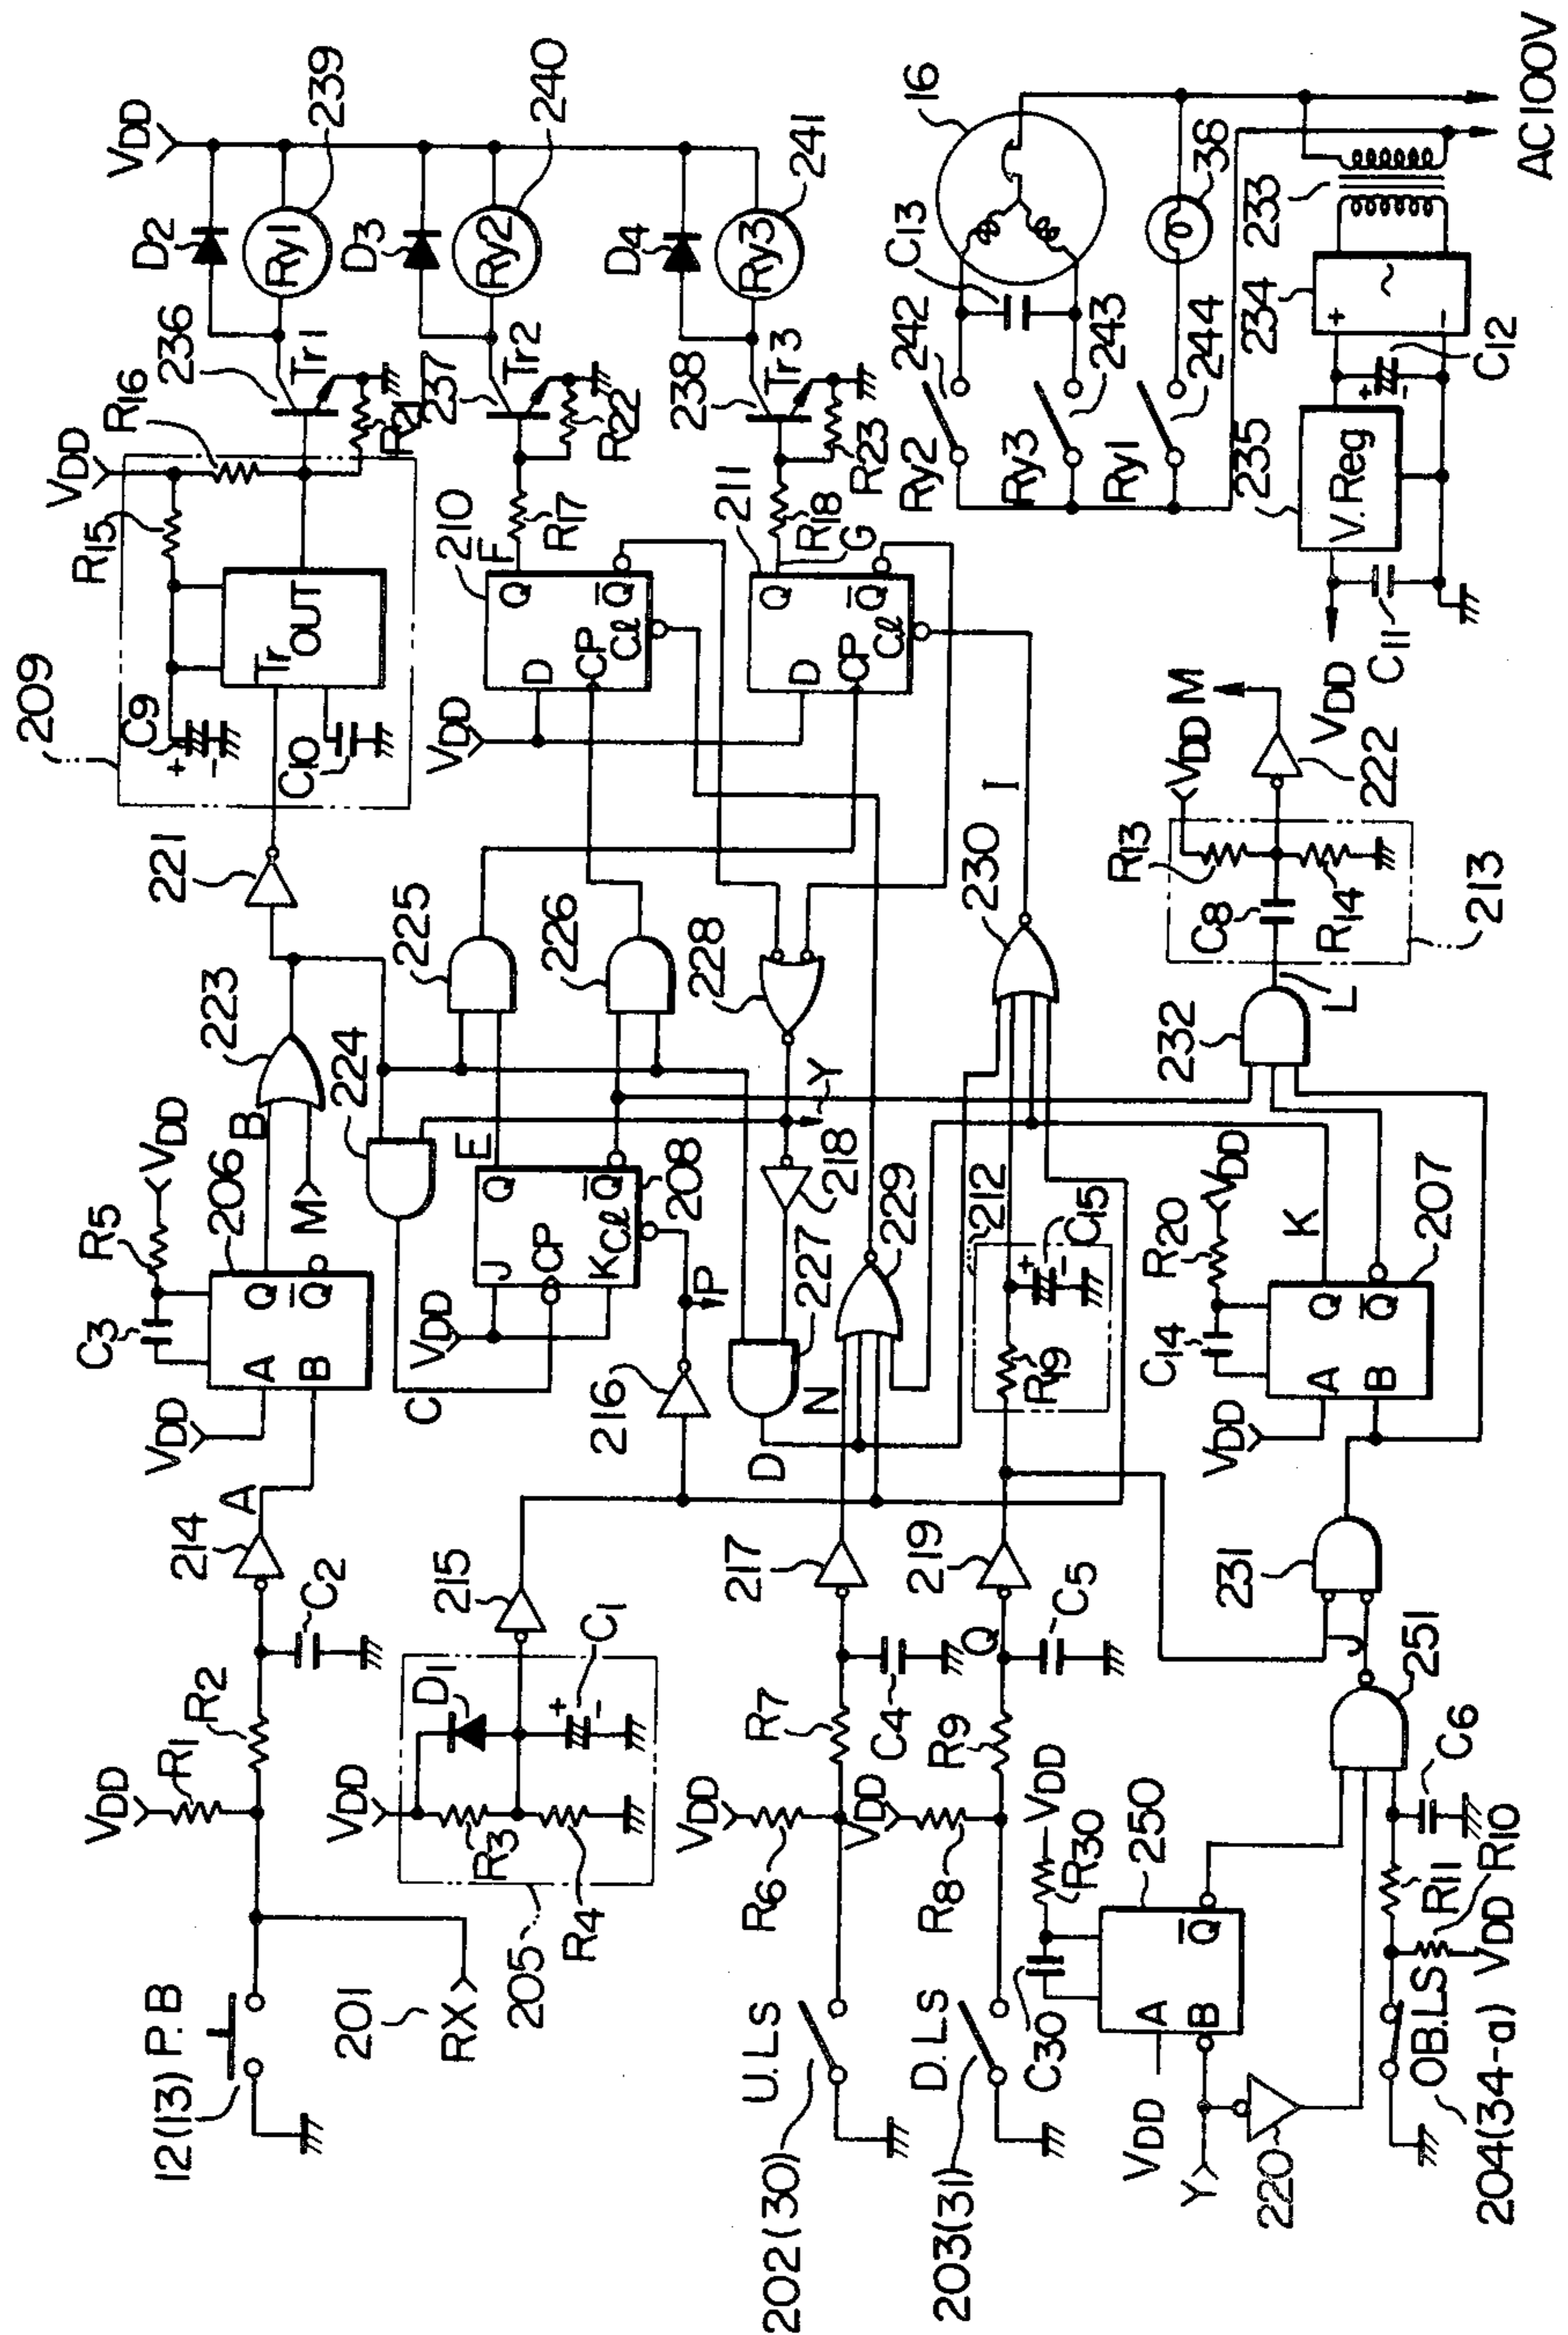 12(13) P.B
201
RX
VDD
R1
R2
C2
214
A
VDD
C3
R5
VDD
206
A
B
Q
Q̄
B
M
223
224
221
209
C9
+
-
C10
Tr
OUT
R15
VDD
R16
236
Tr1
R21
D2
VDD
Ry1
239
205
VDD
R3
R4
D1
C1
+
-
215
216
P
C
VDD
J
CP
K
Cl
Q
Q̄
208
E
225
226
228
Y
218
227
D
N
229
VDD
210
D
CP
Cl
Q
Q̄
F
R17
237
Tr2
R22
D3
Ry2
240
211
D
CP
Cl
Q
Q̄
G
R18
238
Tr3
R23
D4
Ry3
241
U.LS
202(30)
VDD
R6
R7
C4
217
D.LS
203(31)
VDD
R8
R9
Q
C5
219
212
R19
C15
+
-
230
I
Ry2
242
Ry3
243
Ry1
244
C13
16
38
VDD
A
B
Y
220
C30
R30
VDD
250
Q̄
OB.LS
204(34-a)
VDD
R10
R11
C6
251
J
231
VDD
A
B
C14
R20
VDD
Q
Q̄
K
207
232
L
C8
R13
VDD
R14
213
222
M
VDD
C11
235
V.Reg
C12
+
-
234
+
-
~
233
AC100V